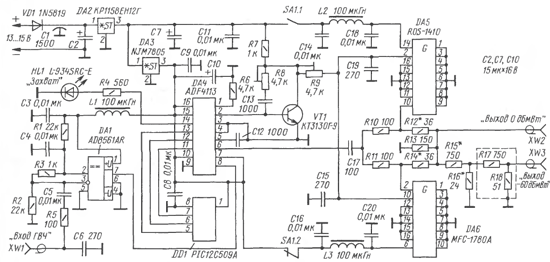 VD1 1N5819
DA2 КР1158ЕН12Г
13...15 В
C1
1500
C2
*ST
C7
DA3
NJM7805
*ST
C11
0,01 мк
C9 0,01 мк
C10
SA1.1
L2 100 мкГн
C18
0,01 мк
DA5
ROS-1410
G
C2, C7, C10
15 мк×16 В
HL1 L-934SRC-E
"Захват"
R4 560
C3 0,01 мк
L1 100 мкГн
DA4
ADF4113
R6
4,7 к
C13
1000
R7
1 к
R8
4,7 к
C14
0,01 мк
R9
4,7 к
C19
270
VT1
КТ3130Г9
C12 1000
C4
0,01 мк
R1 22 к
DA1
AD8561AR
R3 1 к
R2
22 к
C5
0,01 мк
R5
100
XW1
"Вход ГВЧ"
C6 270
C8 0,01 мк
DD1 PIC12C509A
C17
100
R10 100
R11 100
R12* 36
R13 150
R14* 36
R15*
750
R16*
24
R17 750
R18
51
"Выход 0 дБмВт"
XW2
XW3
"Выход
-60 дБмВт"
C15
270
C16
0,01 мк
C20
0,01 мк
SA1.2
L3 100 мкГн
G
DA6
MFC-1780A